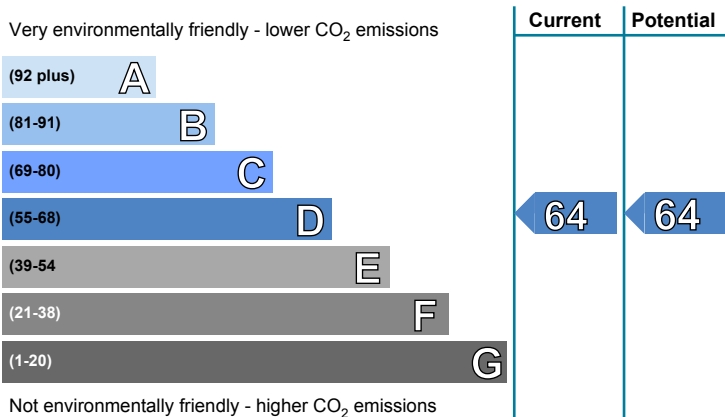 Very environmentally friendly - lower CO₂ emissions
Current
Potential
(92 plus) A
(81-91) B
(69-80) C
(55-68) D
64
64
(39-54 E
(21-38) F
(1-20) G
Not environmentally friendly - higher CO₂ emissions